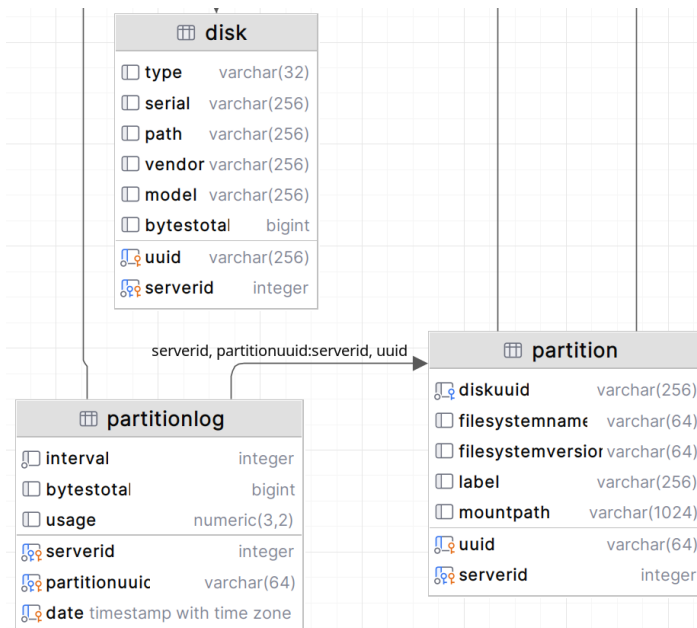 disk
type varchar(32)
serial varchar(256)
path varchar(256)
vendor varchar(256)
model varchar(256)
bytestotal bigint
uuid varchar(256)
serverid integer
serverid, partitionuuid:serverid, uuid
partition
diskuuid varchar(256)
filesystemname varchar(64)
filesystemversior varchar(64)
label varchar(256)
mountpath varchar(1024)
uuid varchar(64)
serverid integer
partitionlog
interval integer
bytestotal bigint
usage numeric(3,2)
serverid integer
partitionuuic varchar(64)
date timestamp with time zone